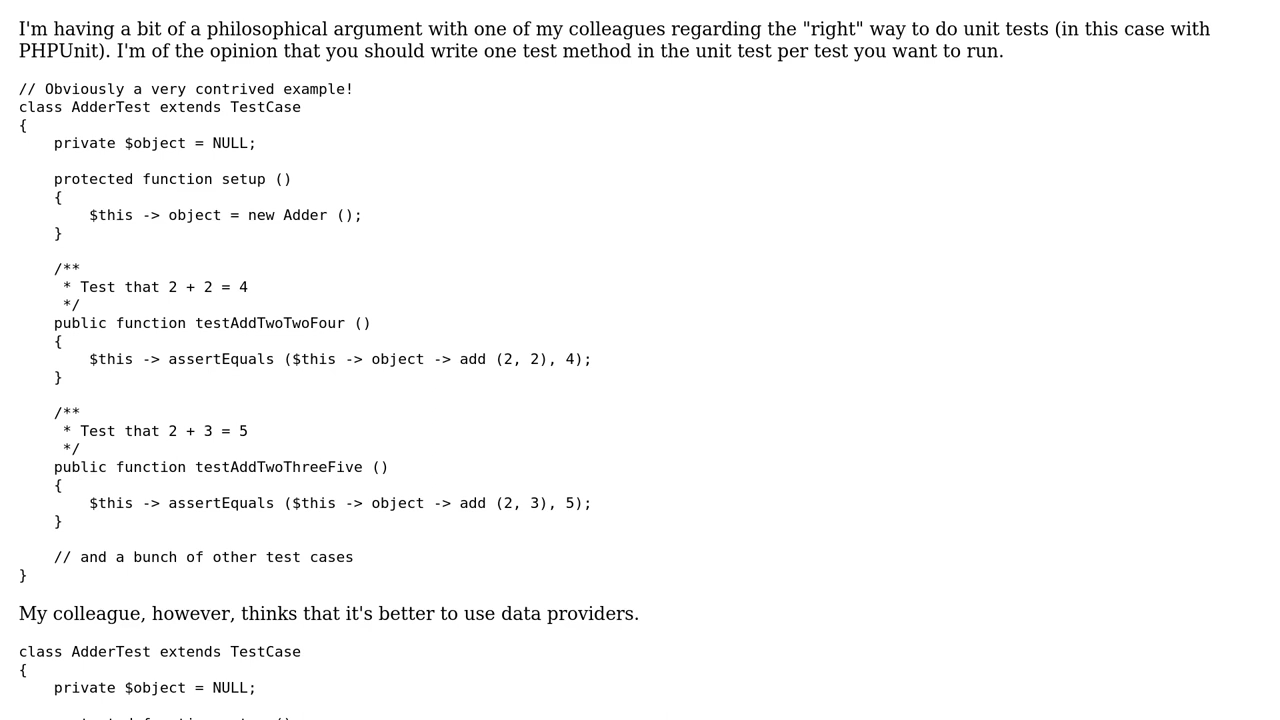 I'm having a bit of a philosophical argument with one of my colleagues regarding the "right" way to do unit tests (in this case with
PHPUnit). I'm of the opinion that you should write one test method in the unit test per test you want to run.
// Obviously a very contrived example!
class AdderTest extends TestCase
{
    private $object = NULL;

    protected function setup ()
    {
        $this -> object = new Adder ();
    }

    /**
     * Test that 2 + 2 = 4
     */
    public function testAddTwoTwoFour ()
    {
        $this -> assertEquals ($this -> object -> add (2, 2), 4);
    }

    /**
     * Test that 2 + 3 = 5
     */
    public function testAddTwoThreeFive ()
    {
        $this -> assertEquals ($this -> object -> add (2, 3), 5);
    }

    // and a bunch of other test cases
}
My colleague, however, thinks that it's better to use data providers.
class AdderTest extends TestCase
{
    private $object = NULL;